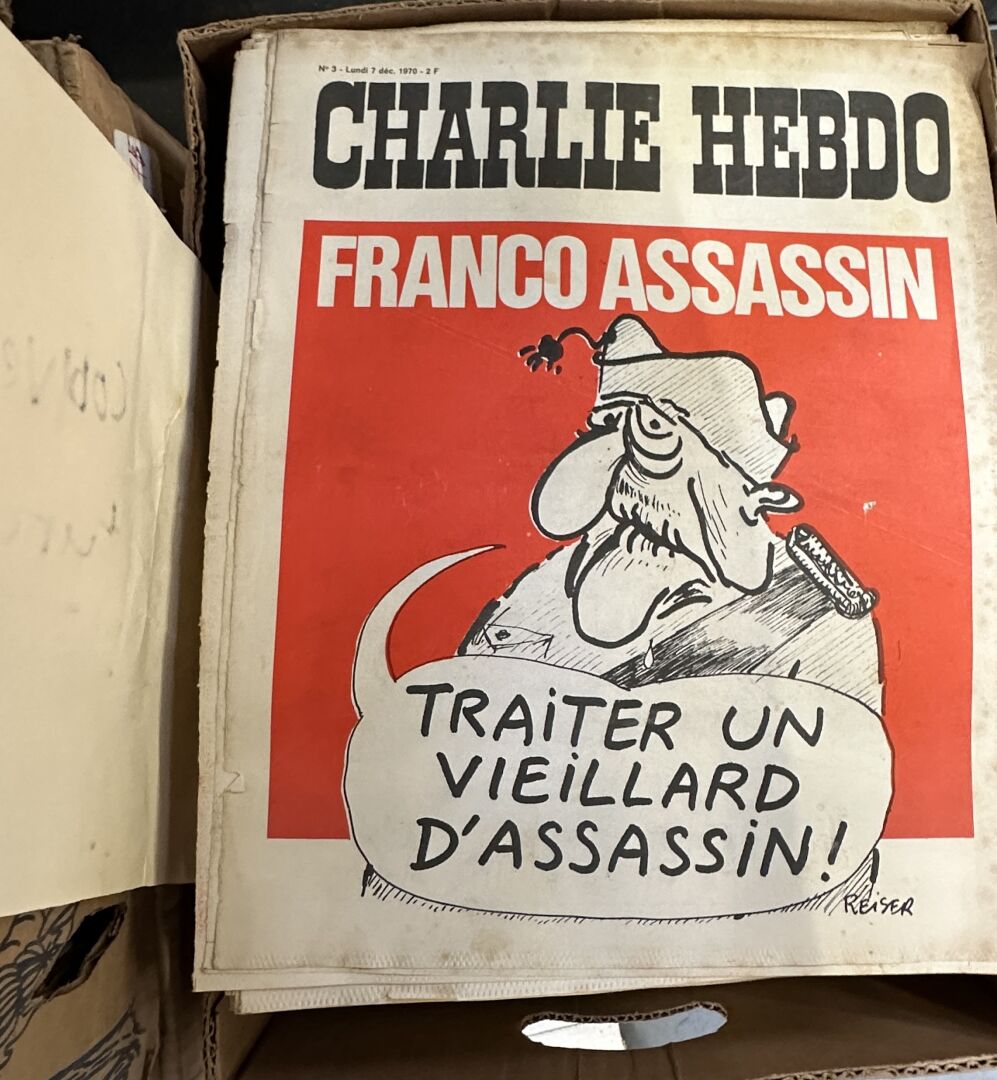 N° 3 - Lundi 7 déc. 1970 - 2 F
CHARLIE HEBDO
FRANCO ASSASSIN
TRAiTER UN
VIEiLLARD
D'ASSASSiN!
REiSER